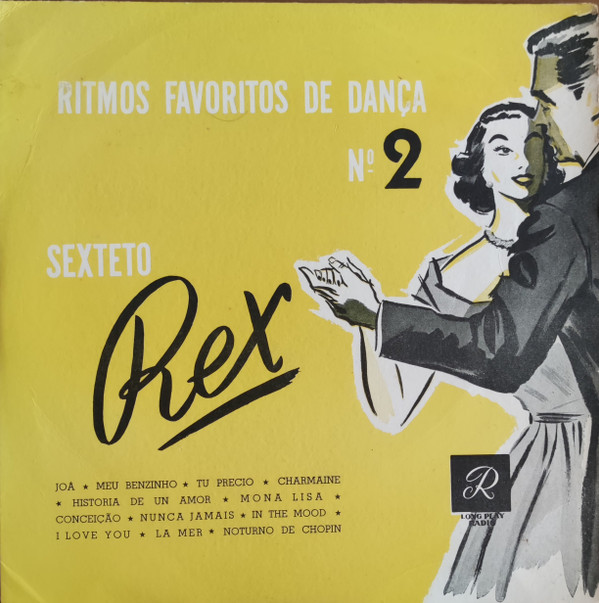 RITMOS FAVORITOS DE DANÇA
Nº 2
SEXTETO
Rex
JOÁ ★ MEU BENZINHO ★ TU PRECIO ★ CHARMAINE
★ HISTORIA DE UN AMOR ★ MONA LISA ★
CONCEIÇÃO ★ NUNCA JAMAIS ★ IN THE MOOD ★
I LOVE YOU ★ LA MER ★ NOTURNO DE CHOPIN
R
LONG PLAY
RADIO